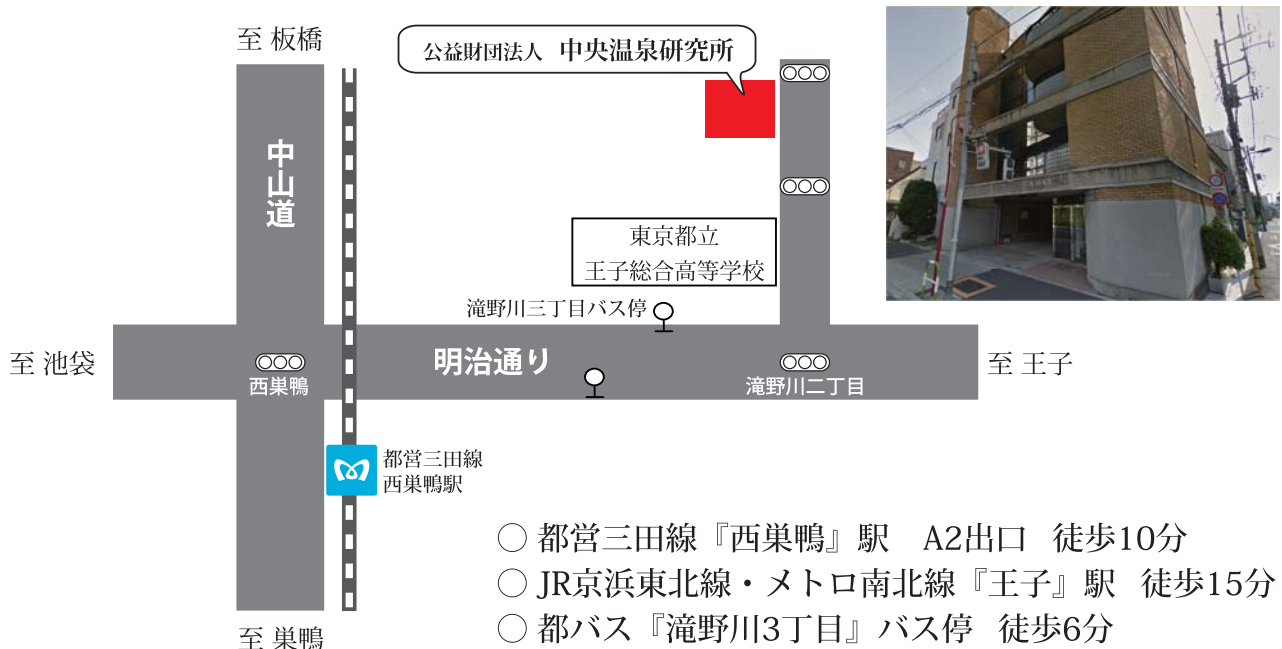 至 板橋
公益財団法人 中央温泉研究所
中山道
東京都立
王子総合高等学校
滝野川三丁目バス停
至 池袋
明治通り
至 王子
西巣鴨
滝野川二丁目
都営三田線
西巣鴨駅
○ 都営三田線『西巣鴨』駅 A2出口 徒歩10分
○ JR京浜東北線・メトロ南北線『王子』駅 徒歩15分
○ 都バス『滝野川3丁目』バス停 徒歩6分
至 巣鴨